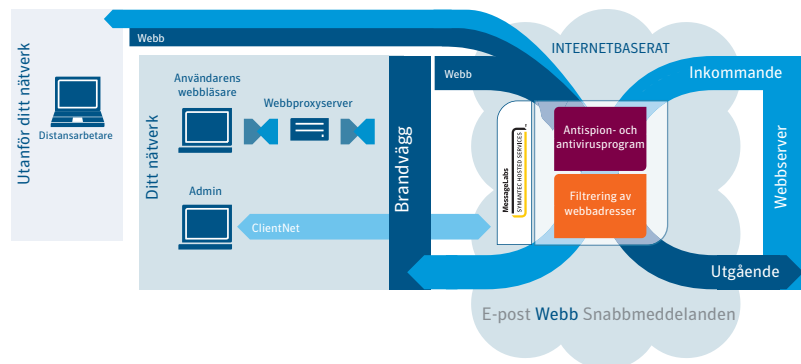 Utanför ditt nätverk
Distansarbetare
Webb
Ditt nätverk
Användarens
webbläsare
Webbproxyserver
Admin
ClientNet
Brandvägg
Webb
INTERNETBASERAT
MessageLabs
SYMANTEC HOSTED SERVICES
Antispion- och
antivirusprogram
Filtrering av
webbadresser
Inkommande
Webbserver
Utgående
E-post Webb Snabbmeddelanden